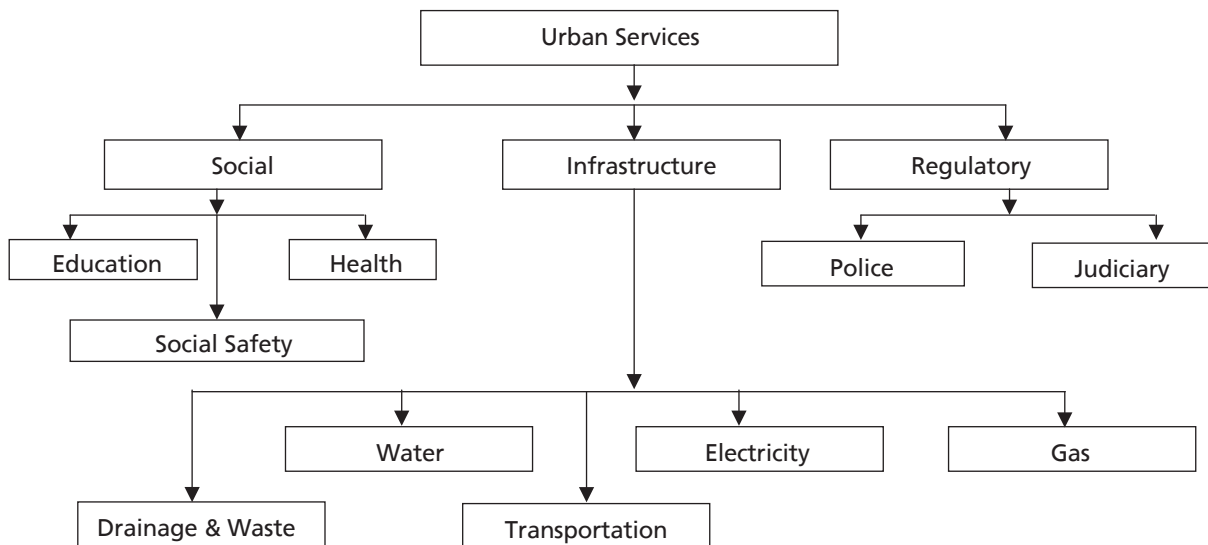 Urban Services
Social
Infrastructure
Regulatory
Education
Health
Police
Judiciary
Social Safety
Water
Electricity
Gas
Drainage & Waste
Transportation